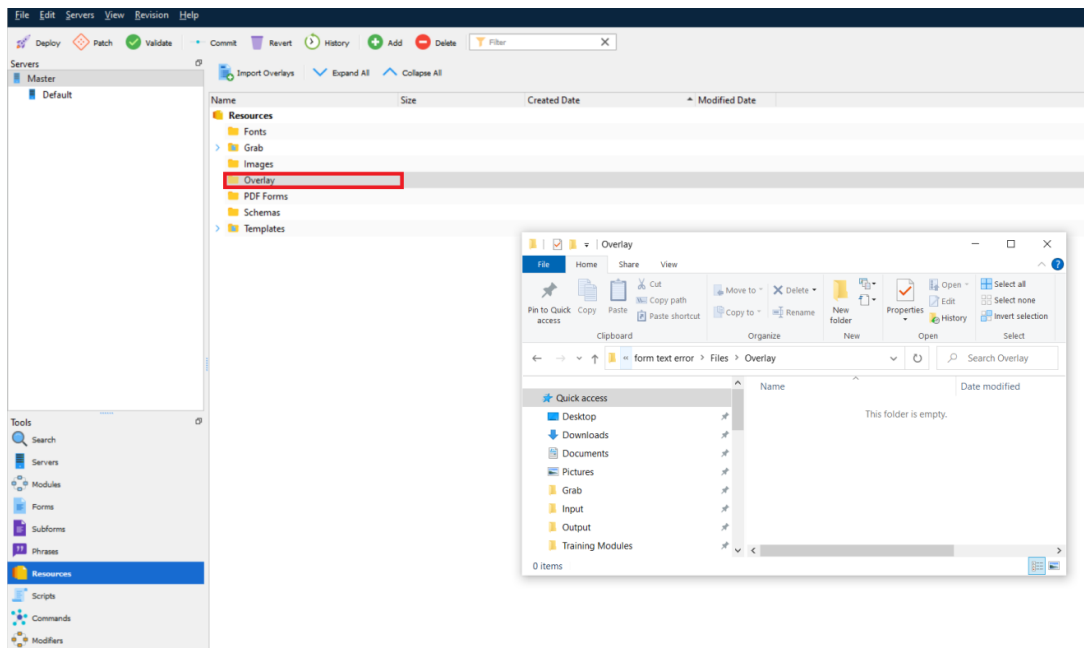 File Edit Servers View Revision Help
Deploy Patch Validate Commit Revert History Add Delete Filter
Servers
Master
Default
Import Overlays Expand All Collapse All
Name Size Created Date Modified Date
Resources
Fonts
Grab
Images
Overlay
PDF Forms
Schemas
Templates
Overlay
File Home Share View
Pin to Quick access
Copy
Paste
Cut
Copy path
Paste shortcut
Clipboard
Move to
Copy to
Delete
Rename
Organize
New folder
New
Properties
Open
Edit
History
Open
Select all
Select none
Invert selection
Select
« form text error > Files > Overlay
Search Overlay
Quick access
Desktop
Downloads
Documents
Pictures
Grab
Input
Output
Training Modules
Name Date modified
This folder is empty.
0 items
Tools
Search
Servers
Modules
Forms
Subforms
Phrases
Resources
Scripts
Commands
Modifiers